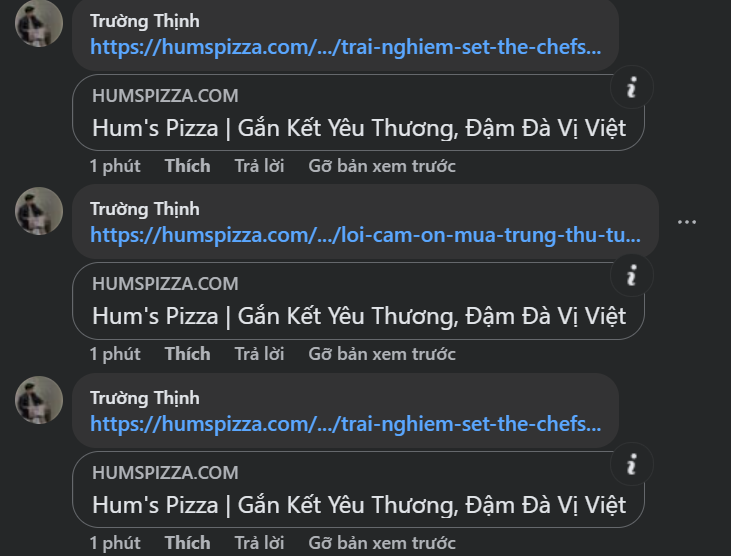 Trường Thịnh
https://humspizza.com/.../trai-nghiem-set-the-chefs...
HUMSPIZZA.COM
Hum's Pizza | Gắn Kết Yêu Thương, Đậm Đà Vị Việt
1 phút Thích Trả lời Gỡ bản xem trước
Trường Thịnh
https://humspizza.com/.../loi-cam-on-mua-trung-thu-tu...
HUMSPIZZA.COM
Hum's Pizza | Gắn Kết Yêu Thương, Đậm Đà Vị Việt
1 phút Thích Trả lời Gỡ bản xem trước
Trường Thịnh
https://humspizza.com/.../trai-nghiem-set-the-chefs...
HUMSPIZZA.COM
Hum's Pizza | Gắn Kết Yêu Thương, Đậm Đà Vị Việt
1 phút Thích Trả lời Gỡ bản xem trước